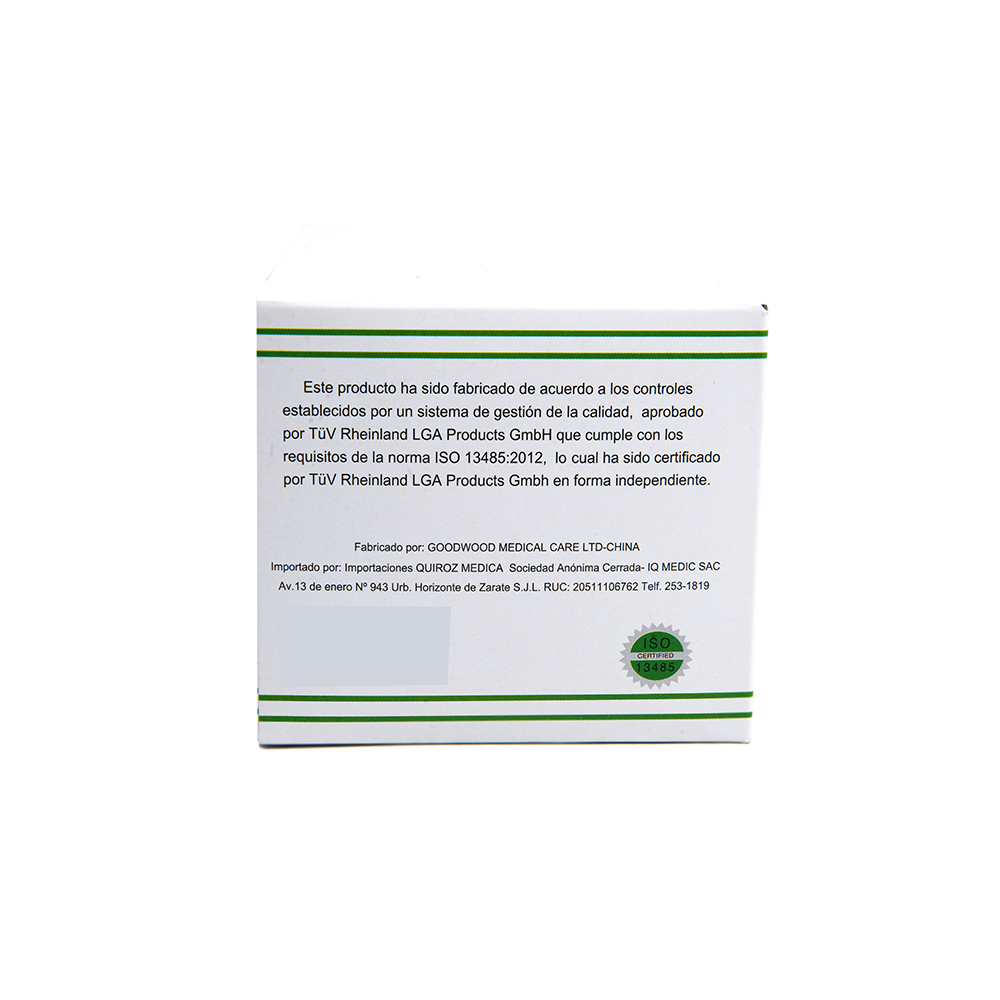 Este producto ha sido fabricado de acuerdo a los controles
establecidos por un sistema de gestión de la calidad, aprobado
por TüV Rheinland LGA Products GmbH que cumple con los
requisitos de la norma ISO 13485:2012, lo cual ha sido certificado
por TüV Rheinland LGA Products Gmbh en forma independiente.
Fabricado por: GOODWOOD MEDICAL CARE LTD-CHINA
Importado por: Importaciones QUIROZ MEDICA Sociedad Anónima Cerrada- IQ MEDIC SAC
Av.13 de enero Nº 943 Urb. Horizonte de Zarate S.J.L. RUC: 20511106762 Telf. 253-1819
ISO
CERTIFIED
13485